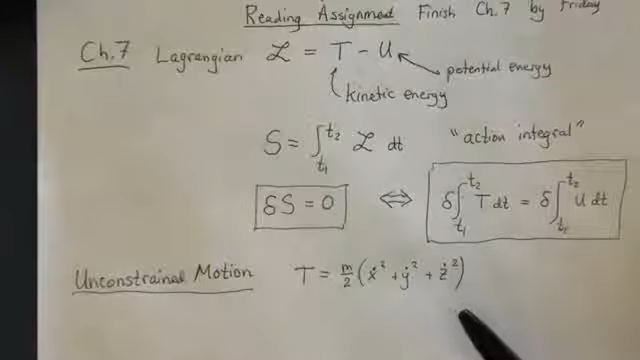 Reading Assignment Finish Ch.7 by Friday
Ch.7 Lagrangian ℒ = T - U
potential energy
kinetic energy
S = ∫_{t₁}^{t₂} ℒ dt "action integral"
δS = 0 ⇔ δ∫_{t₁}^{t₂} T dt = δ∫_{t₁}^{t₂} U dt
Unconstrained Motion T = m/2 (ẋ² + ẏ² + ż²)